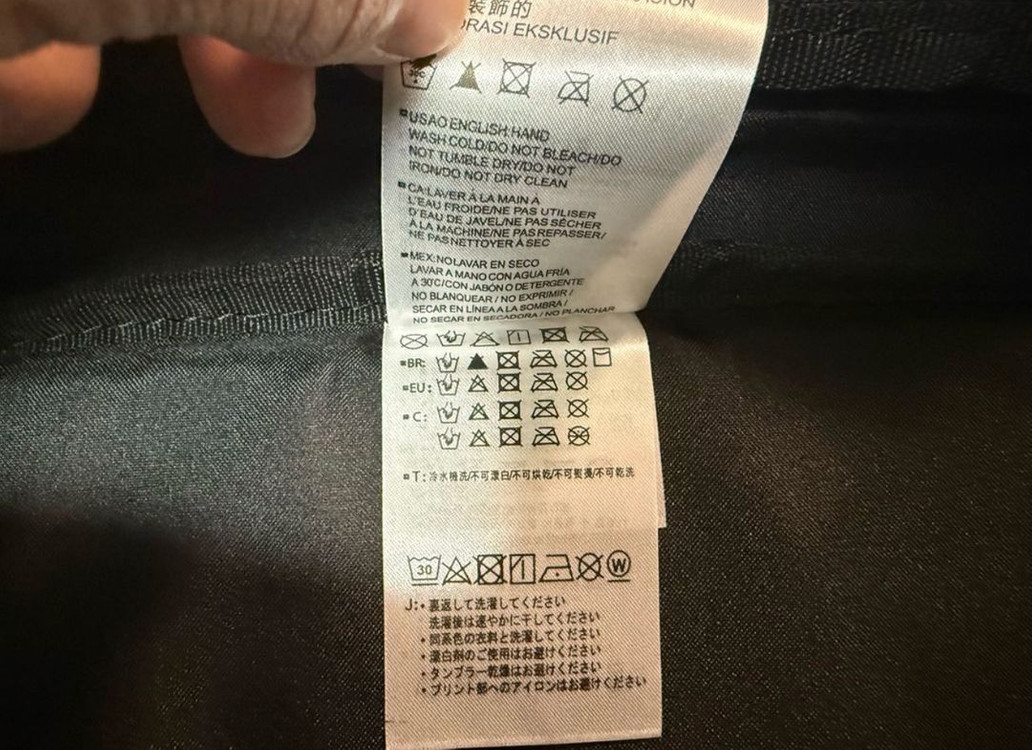 装飾的
ORASI EKSKLUSIF
30C
USAO ENGLISH:HAND
WASH COLD/DO NOT BLEACH/DO
NOT TUMBLE DRY/DO NOT
IRON/DO NOT DRY CLEAN
CA:LAVER À LA MAIN A
L'EAU FROIDE/NE PAS UTILISER
D'EAU DE JAVEL/NE PAS SÉCHER
À LA MACHINE/NE PAS REPASSER/
NE PAS NETTOYER À SEC
MEX:NO LAVAR EN SECO
LAVAR A MANO CON AGUA FRÍA
A 30°C/CON JABÓN O DETERGENTE
NO BLANQUEAR / NO EXPRIMIR /
SECAR EN LÍNEA A LA SOMBRA /
NO SECAR EN SECADORA / NO PLANCHAR
BR:
EU:
C:
T:冷水機洗/不可漂白/不可烘乾/不可熨燙/不可乾洗
30 W
J:・裏返して洗濯してください
洗濯後は速やかに干してください
・同系色の衣料と洗濯してください
・漂白剤のご使用はお避けください
・タンブラー乾燥はお避けください
・プリント部へのアイロンはお避けください